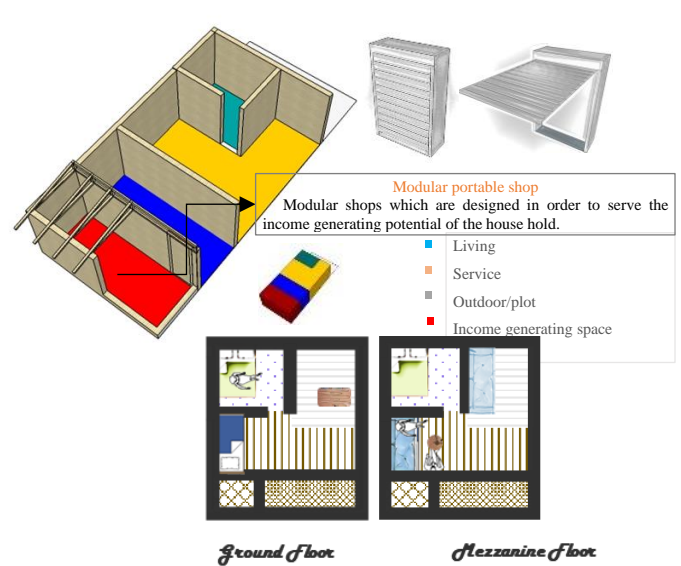 Modular portable shop
Modular shops which are designed in order to serve the
income generating potential of the house hold.
Living
Service
Outdoor/plot
Income generating space
Ground Floor
Mezzanine Floor